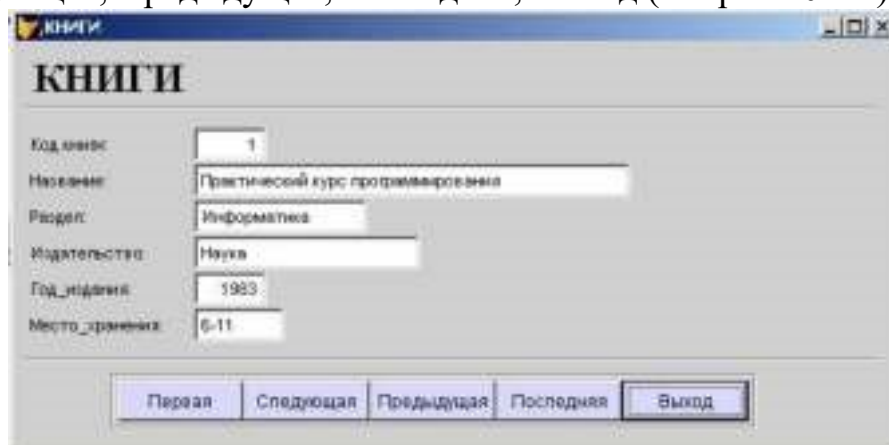 КНИГИ
КНИГИ
Код книги: 1
Название: Практический курс программирования
Раздел: Информатика
Издательство: Наука
Год_издания: 1983
Место_хранения: 6-11
Первая Следующая Предыдущая Последняя Выход